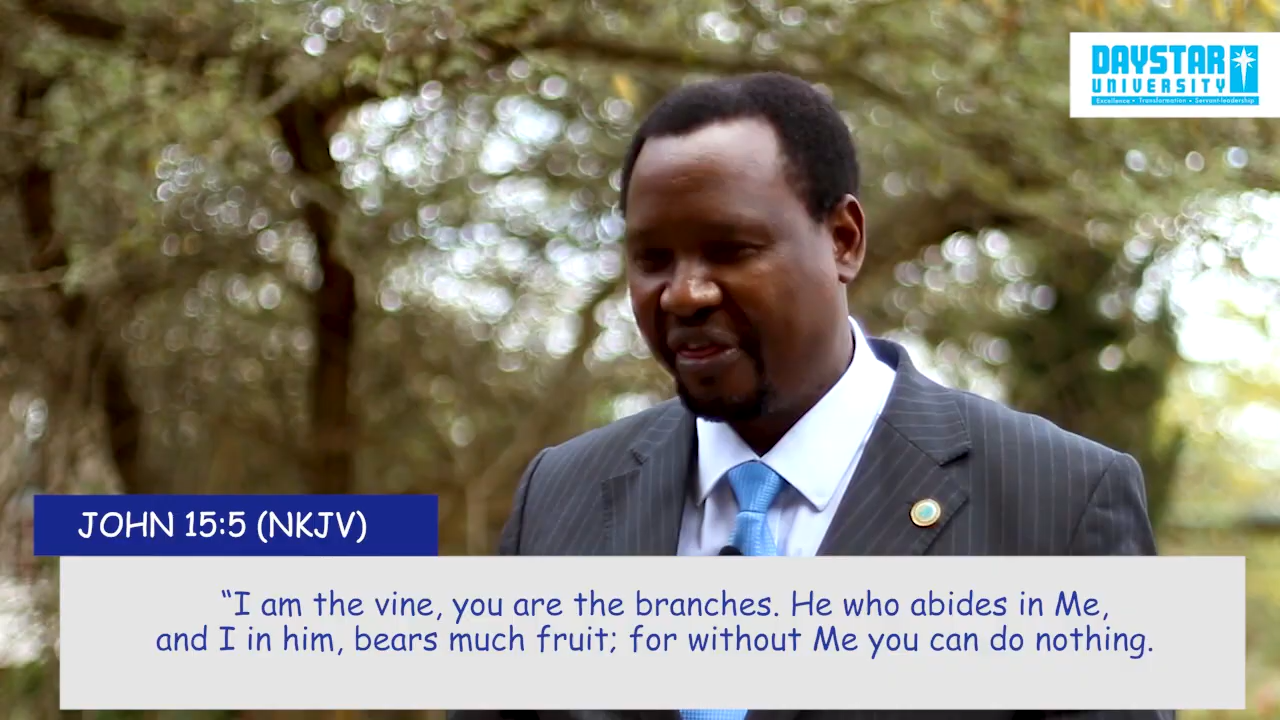 DAYSTAR
UNIVERSITY
Excellence • Transformation • Servant-leadership
JOHN 15:5 (NKJV)
“I am the vine, you are the branches. He who abides in Me,
and I in him, bears much fruit; for without Me you can do nothing.